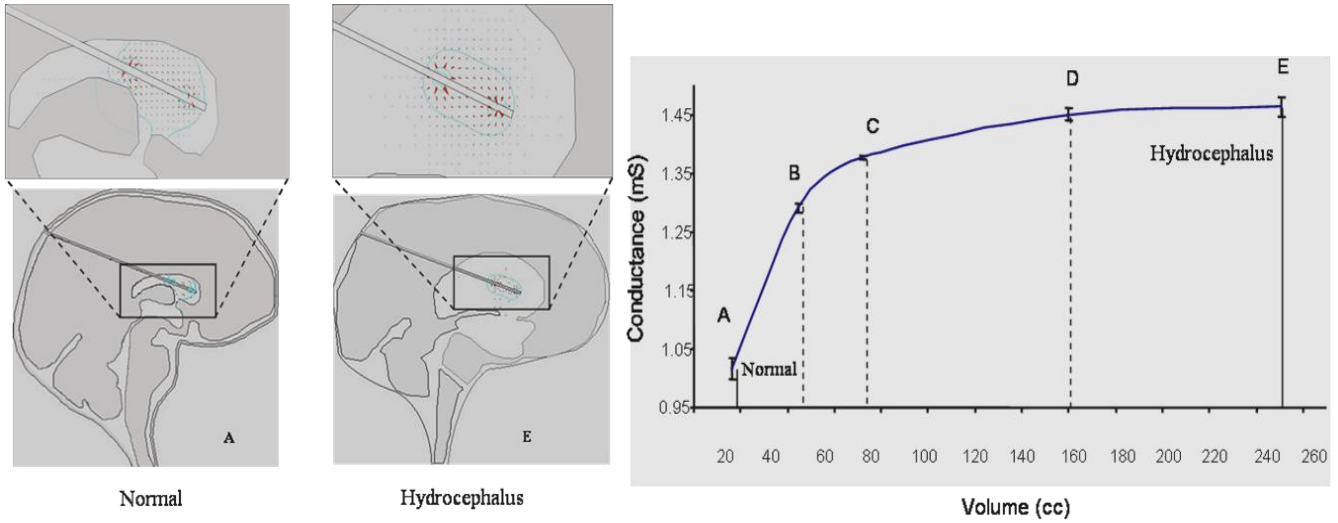 A
Normal
E
Hydrocephalus
Conductance (mS)
1.45
1.35
1.25
1.15
1.05
0.95
A
B
C
D
E
Normal
Hydrocephalus
20 40 60 80 100 120 140 160 180 200 220 240 260
Volume (cc)